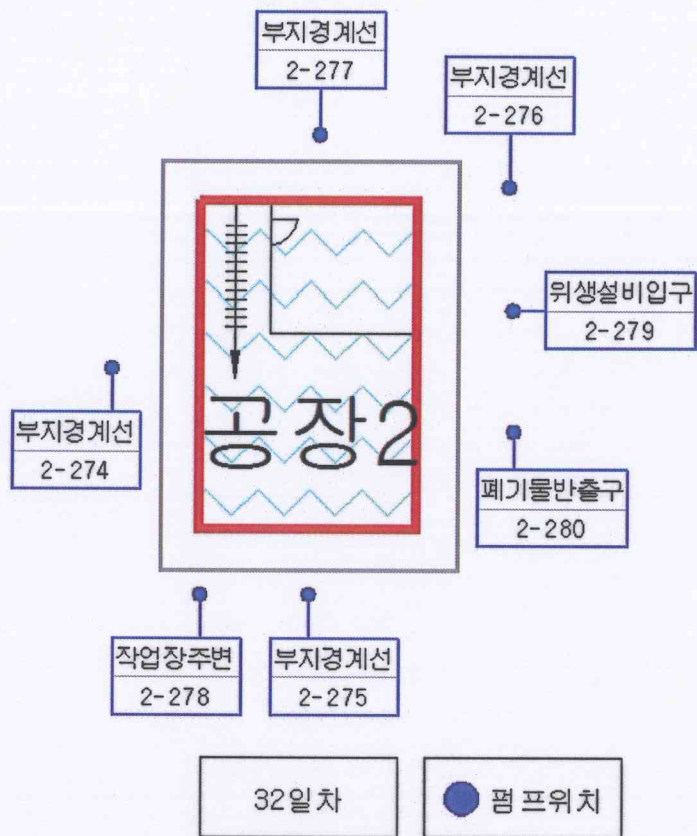 부지경계선
2-277
부지경계선
2-276
위생설비입구
2-279
부지경계선
2-274
공장2
폐기물반출구
2-280
작업장주변
2-278
부지경계선
2-275
32일차
펌프위치